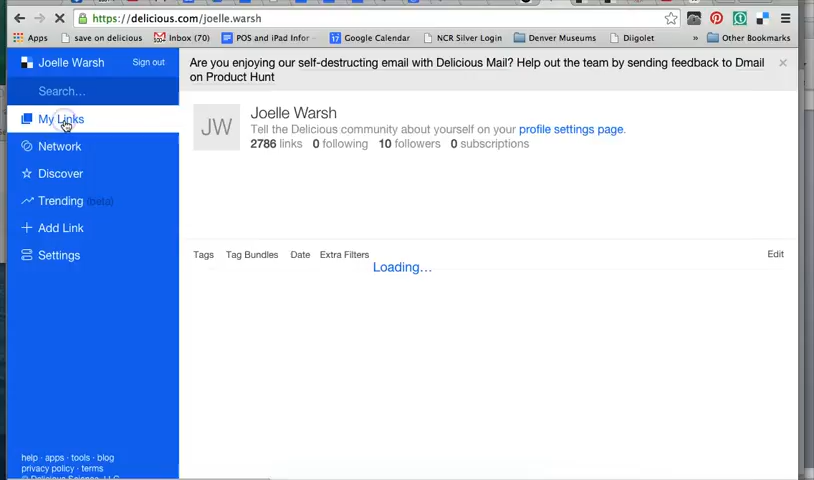 https://delicious.com/joelle.warsh
Apps save on delicious Inbox (70) POS and iPad Infor Google Calendar NCR Silver Login Denver Museums Diigolet » Other Bookmarks
Joelle Warsh Sign out
Search...
My Links
Network
Discover
Trending (beta)
Add Link
Settings
help · apps · tools · blog
privacy policy · terms
© Delicious Science, LLC
Are you enjoying our self-destructing email with Delicious Mail? Help out the team by sending feedback to Dmail
on Product Hunt
JW
Joelle Warsh
Tell the Delicious community about yourself on your profile settings page.
2786 links 0 following 10 followers 0 subscriptions
Tags Tag Bundles Date Extra Filters Edit
Loading...